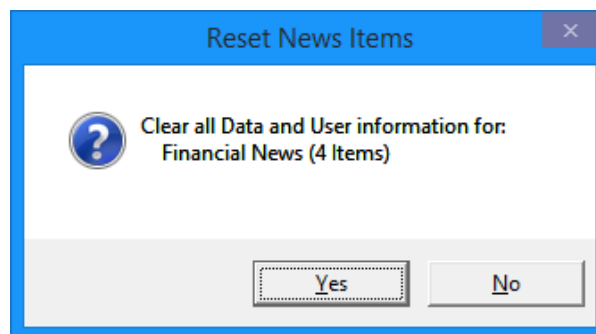 Reset News Items
Clear all Data and User information for:
Financial News (4 Items)
Yes
No